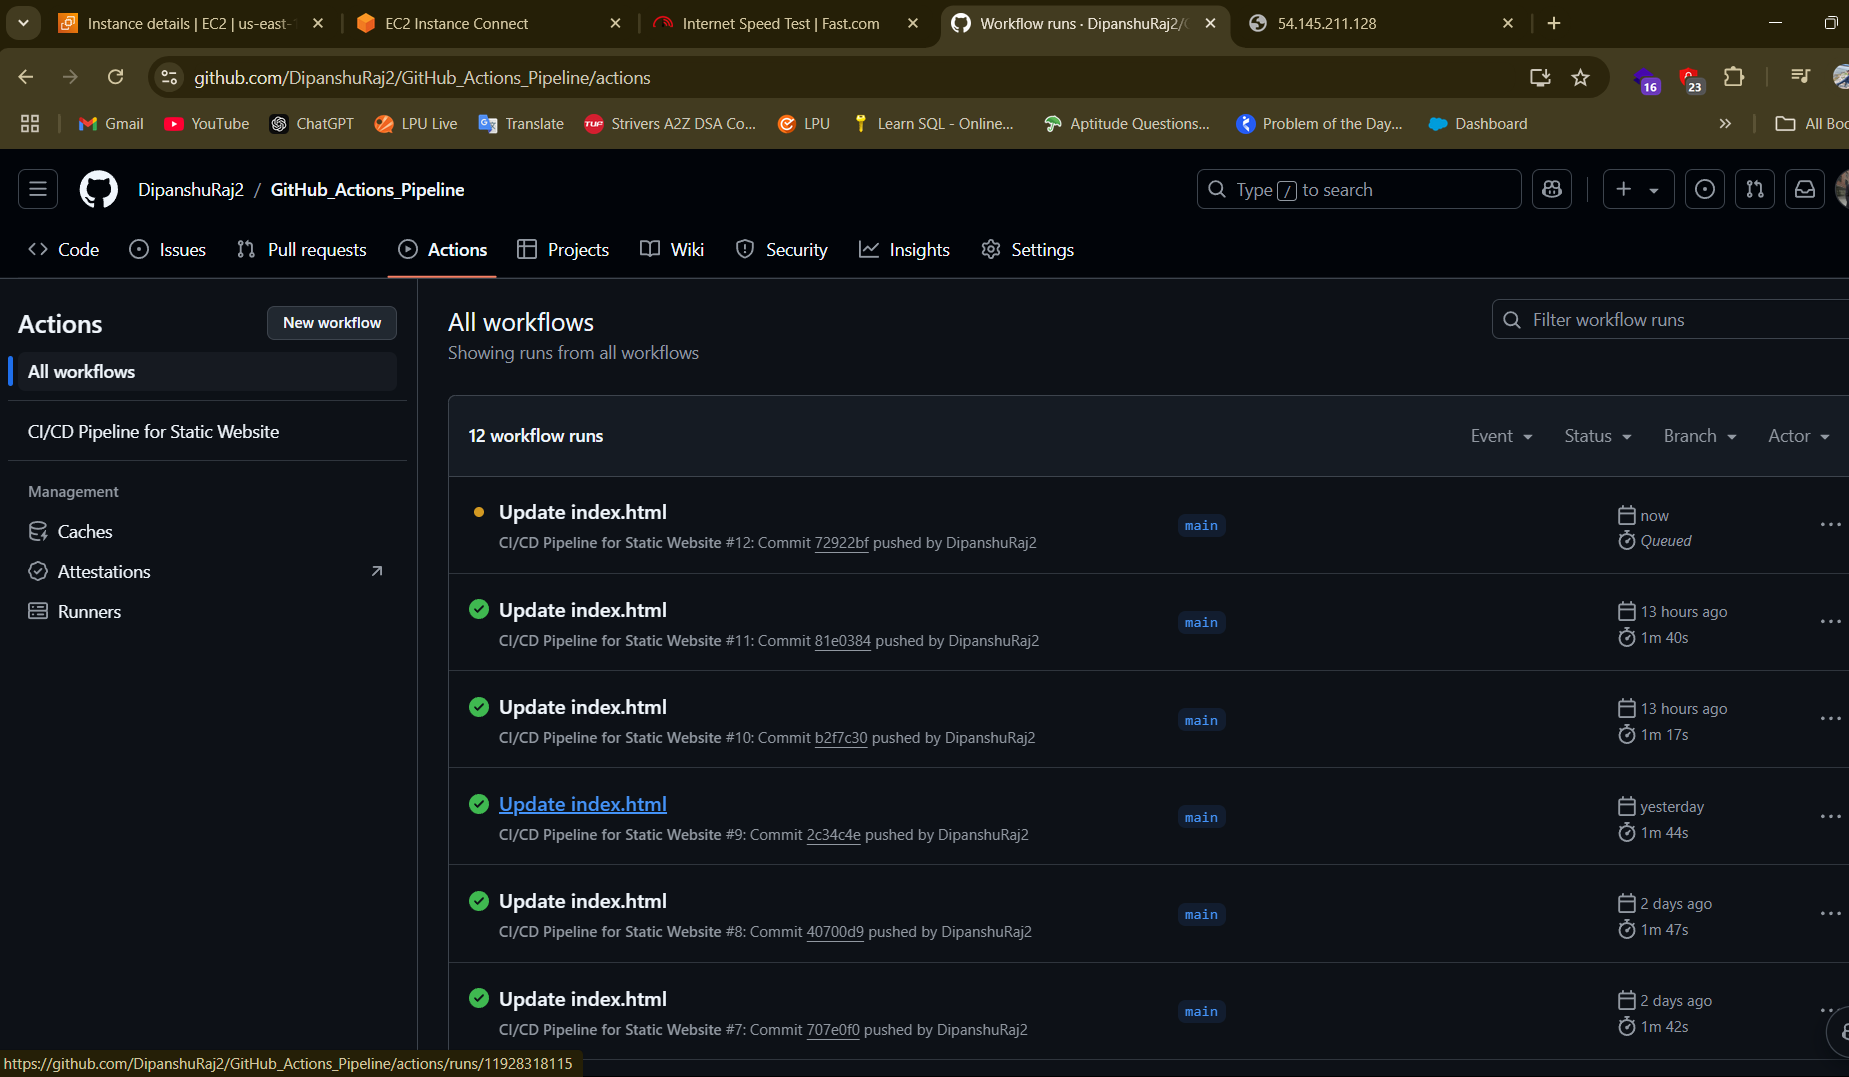 Instance details | EC2 | us-east-
EC2 Instance Connect
Internet Speed Test | Fast.com
Workflow runs · DipanshuRaj2/
54.145.211.128
github.com/DipanshuRaj2/GitHub_Actions_Pipeline/actions
16
23
Gmail
YouTube
ChatGPT
LPU Live
Translate
TUF
Strivers A2Z DSA Co...
LPU
Learn SQL - Online...
Aptitude Questions...
Problem of the Day...
Dashboard
All Boo
DipanshuRaj2 / GitHub_Actions_Pipeline
Type / to search
Code
Issues
Pull requests
Actions
Projects
Wiki
Security
Insights
Settings
Actions
New workflow
All workflows
CI/CD Pipeline for Static Website
Management
Caches
Attestations
Runners
All workflows
Showing runs from all workflows
Filter workflow runs
12 workflow runs
Event
Status
Branch
Actor
Update index.html
CI/CD Pipeline for Static Website #12: Commit 72922bf pushed by DipanshuRaj2
main
now
Queued
Update index.html
CI/CD Pipeline for Static Website #11: Commit 81e0384 pushed by DipanshuRaj2
main
13 hours ago
1m 40s
Update index.html
CI/CD Pipeline for Static Website #10: Commit b2f7c30 pushed by DipanshuRaj2
main
13 hours ago
1m 17s
Update index.html
CI/CD Pipeline for Static Website #9: Commit 2c34c4e pushed by DipanshuRaj2
main
yesterday
1m 44s
Update index.html
CI/CD Pipeline for Static Website #8: Commit 40700d9 pushed by DipanshuRaj2
main
2 days ago
1m 47s
Update index.html
CI/CD Pipeline for Static Website #7: Commit 707e0f0 pushed by DipanshuRaj2
main
2 days ago
1m 42s
https://github.com/DipanshuRaj2/GitHub_Actions_Pipeline/actions/runs/11928318115